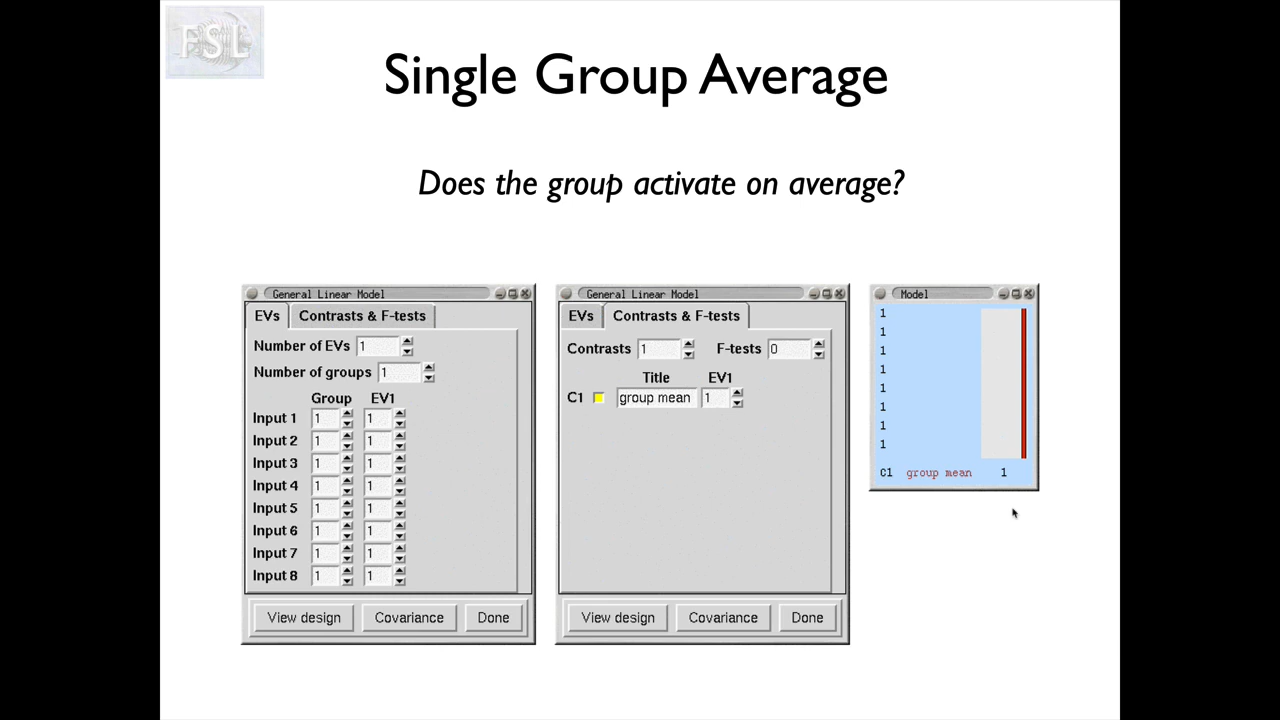 FSL
Single Group Average
Does the group activate on average?
General Linear Model
EVs Contrasts & F-tests
Number of EVs 1
Number of groups 1
Group EV1
Input 1 1 1
Input 2 1 1
Input 3 1 1
Input 4 1 1
Input 5 1 1
Input 6 1 1
Input 7 1 1
Input 8 1 1
View design Covariance Done
General Linear Model
EVs Contrasts & F-tests
Contrasts 1 F-tests 0
Title EV1
C1 group mean 1
View design Covariance Done
Model
1
1
1
1
1
1
1
1
C1 group mean 1